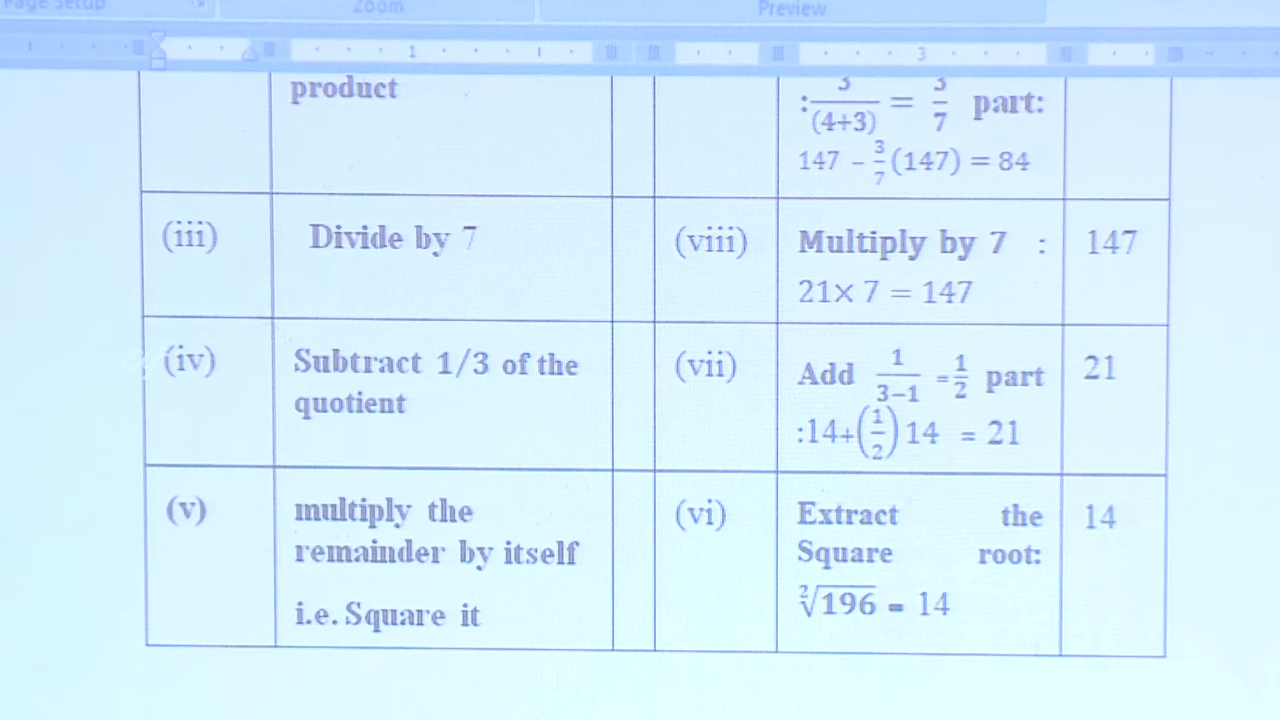 Page Setup Zoom Preview
1 3
product
:3/(4+3) = 3/7 part:
147 – 3/7(147) = 84
(iii) Divide by 7 (viii) Multiply by 7 : 147
21× 7 = 147
(iv) Subtract 1/3 of the quotient (vii) Add 1/(3−1) =1/2 part 21
:14+(1/2)14 = 21
(v) multiply the
remainder by itself
i.e. Square it
(vi) Extract the 14
Square root:
²√196 = 14